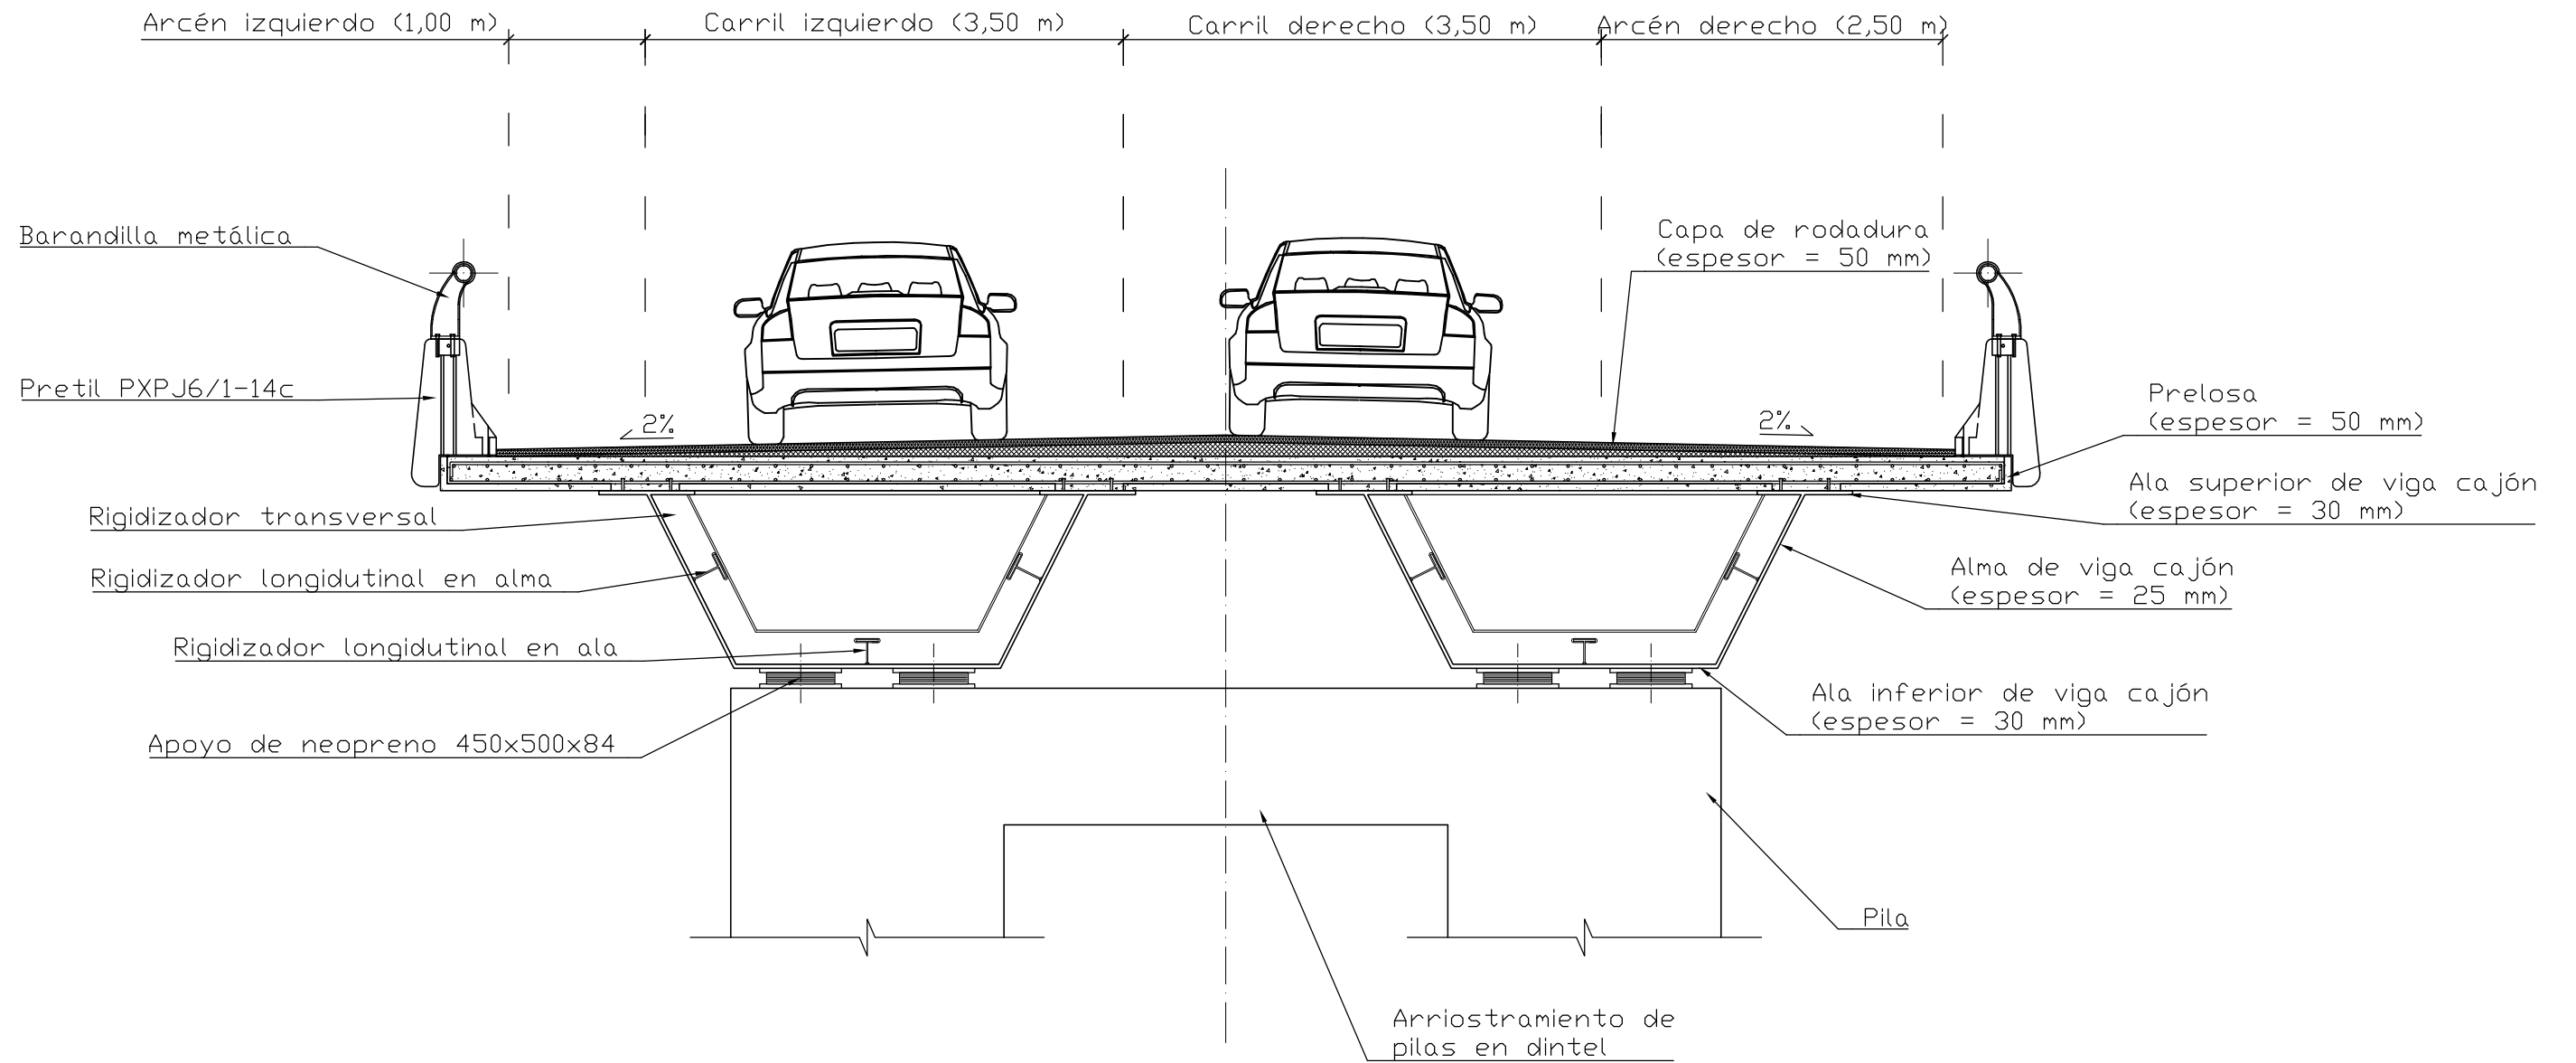 Arcén izquierdo (1,00 m)
Carril izquierdo (3,50 m)
Carril derecho (3,50 m)
Arcén derecho (2,50 m)
Barandilla metálica
Capa de rodadura
(espesor = 50 mm)
Pretil PXPJ6/1-14c
2%
2%
Prelosa
(espesor = 50 mm)
Ala superior de viga cajón
(espesor = 30 mm)
Rigidizador transversal
Rigidizador longidutinal en alma
Alma de viga cajón
(espesor = 25 mm)
Rigidizador longidutinal en ala
Ala inferior de viga cajón
(espesor = 30 mm)
Apoyo de neopreno 450x500x84
Pila
Arriostramiento de
pilas en dintel